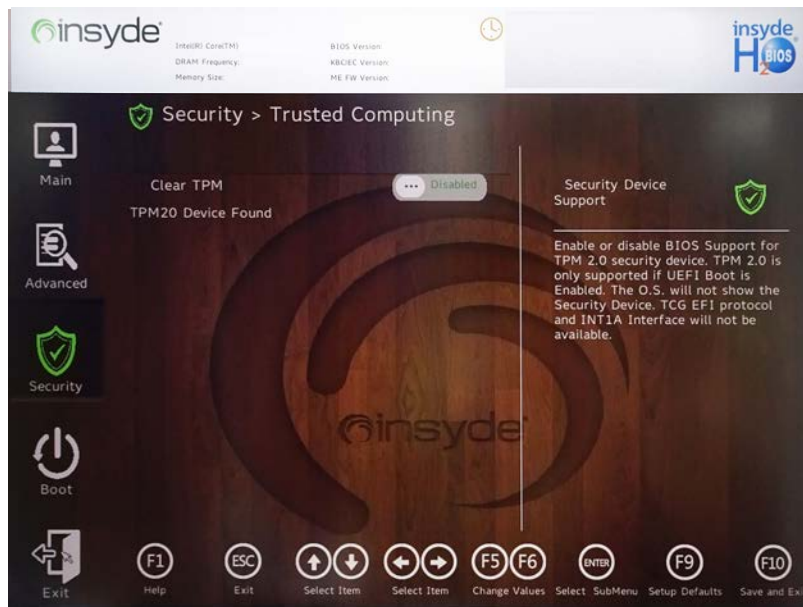 insyde
Intel(R) Core(TM)
DRAM Frequency:
Memory Size:
BIOS Version:
KBC/EC Version:
ME FW Version:
insyde
H2O
BIOS
Security > Trusted Computing
Main
Advanced
Security
Boot
Exit
Clear TPM
Disabled
TPM20 Device Found
Security Device
Support
Enable or disable BIOS Support for
TPM 2.0 security device. TPM 2.0 is
only supported if UEFI Boot is
Enabled. The O.S. will not show the
Security Device. TCG EFI protocol
and INT1A Interface will not be
available.
insyde
F1
Help
ESC
Exit
Select Item
Select Item
F5 F6
Change Values
ENTER
Select SubMenu
F9
Setup Defaults
F10
Save and Ex